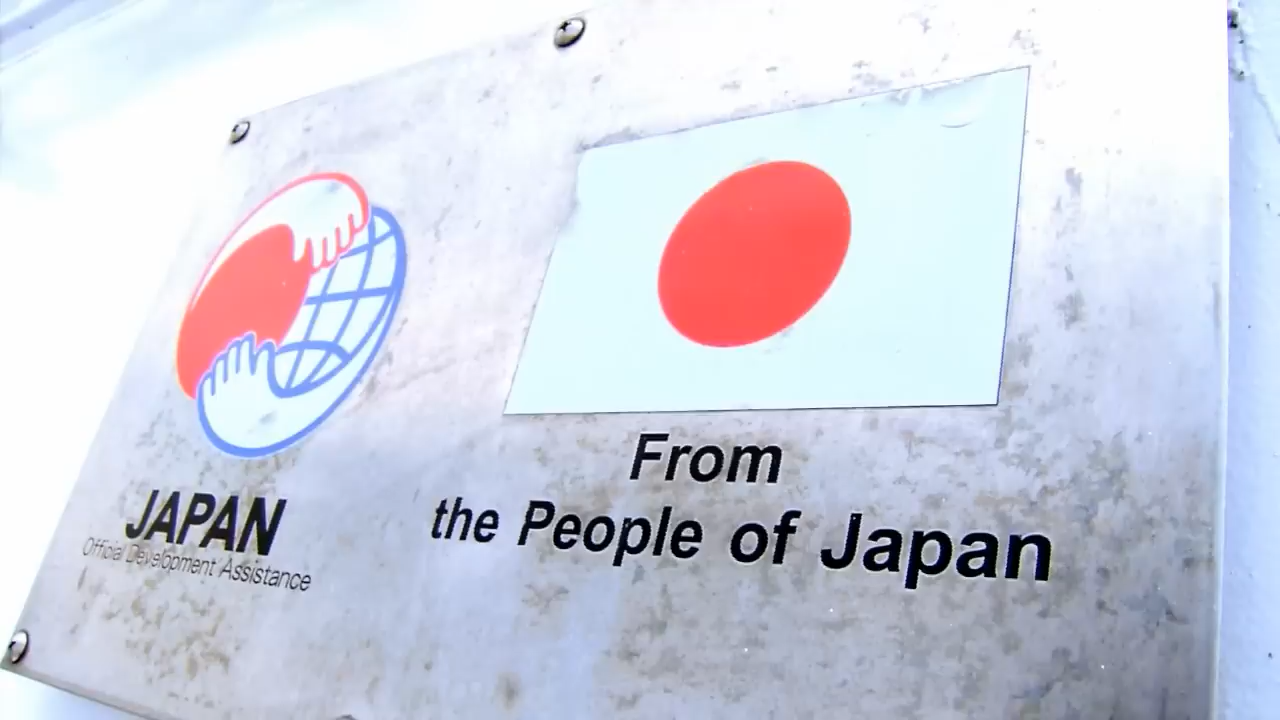 JAPAN
Official Development Assistance
From
the People of Japan